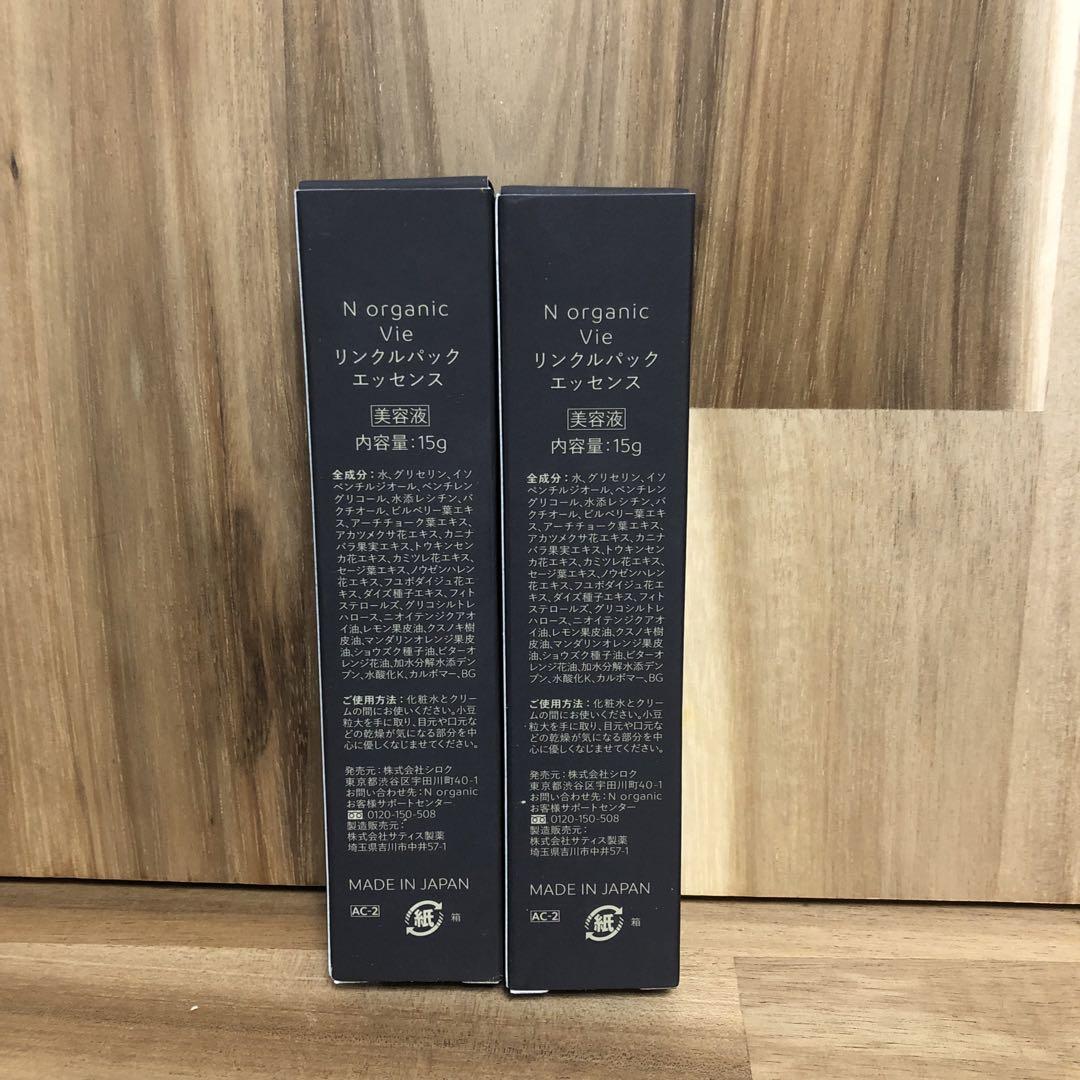 N organic
Vie
リンクルパック
エッセンス
美容液
内容量：15g
全成分：水、グリセリン、イソ
ペンチルジオール、ペンチレン
グリコール、水添レシチン、バ
クチオール、ビルベリー葉エキ
ス、アーチチョーク葉エキス、
アカツメクサ花エキス、カニナ
バラ果実エキス、トウキンセン
カ花エキス、カミツレ花エキス、
セージ葉エキス、ノウゼンハレン
花エキス、フユボダイジュ花エ
キス、ダイズ種子エキス、フィト
ステロールズ、グリコシルトレ
ハロース、ニオイテンジクアオ
イ油、レモン果皮油、クスノキ樹
皮油、マンダリンオレンジ果皮
油、ショウズク種子油、ビターオ
レンジ花油、加水分解水添デン
プン、水酸化K、カルボマー、BG
ご使用方法：化粧水とクリー
ムの間にお使いください。小豆
粒大を手に取り、目元や口元な
どの乾燥が気になる部分を中
心に優しくなじませてください。
発売元：株式会社シロク
東京都渋谷区宇田川町40-1
お問い合わせ先：N organic
お客様サポートセンター
0120-150-508
製造販売元：
株式会社サティス製薬
埼玉県吉川市中井57-1
MADE IN JAPAN
AC-2 紙 箱
N organic
Vie
リンクルパック
エッセンス
美容液
内容量：15g
全成分：水、グリセリン、イソ
ペンチルジオール、ペンチレン
グリコール、水添レシチン、バ
クチオール、ビルベリー葉エキ
ス、アーチチョーク葉エキス、
アカツメクサ花エキス、カニナ
バラ果実エキス、トウキンセン
カ花エキス、カミツレ花エキス、
セージ葉エキス、ノウゼンハレン
花エキス、フユボダイジュ花エ
キス、ダイズ種子エキス、フィト
ステロールズ、グリコシルトレ
ハロース、ニオイテンジクアオ
イ油、レモン果皮油、クスノキ樹
皮油、マンダリンオレンジ果皮
油、ショウズク種子油、ビターオ
レンジ花油、加水分解水添デン
プン、水酸化K、カルボマー、BG
ご使用方法：化粧水とクリー
ムの間にお使いください。小豆
粒大を手に取り、目元や口元な
どの乾燥が気になる部分を中
心に優しくなじませてください。
発売元：株式会社シロク
東京都渋谷区宇田川町40-1
お問い合わせ先：N organic
お客様サポートセンター
0120-150-508
製造販売元：
株式会社サティス製薬
埼玉県吉川市中井57-1
MADE IN JAPAN
AC-2 紙 箱